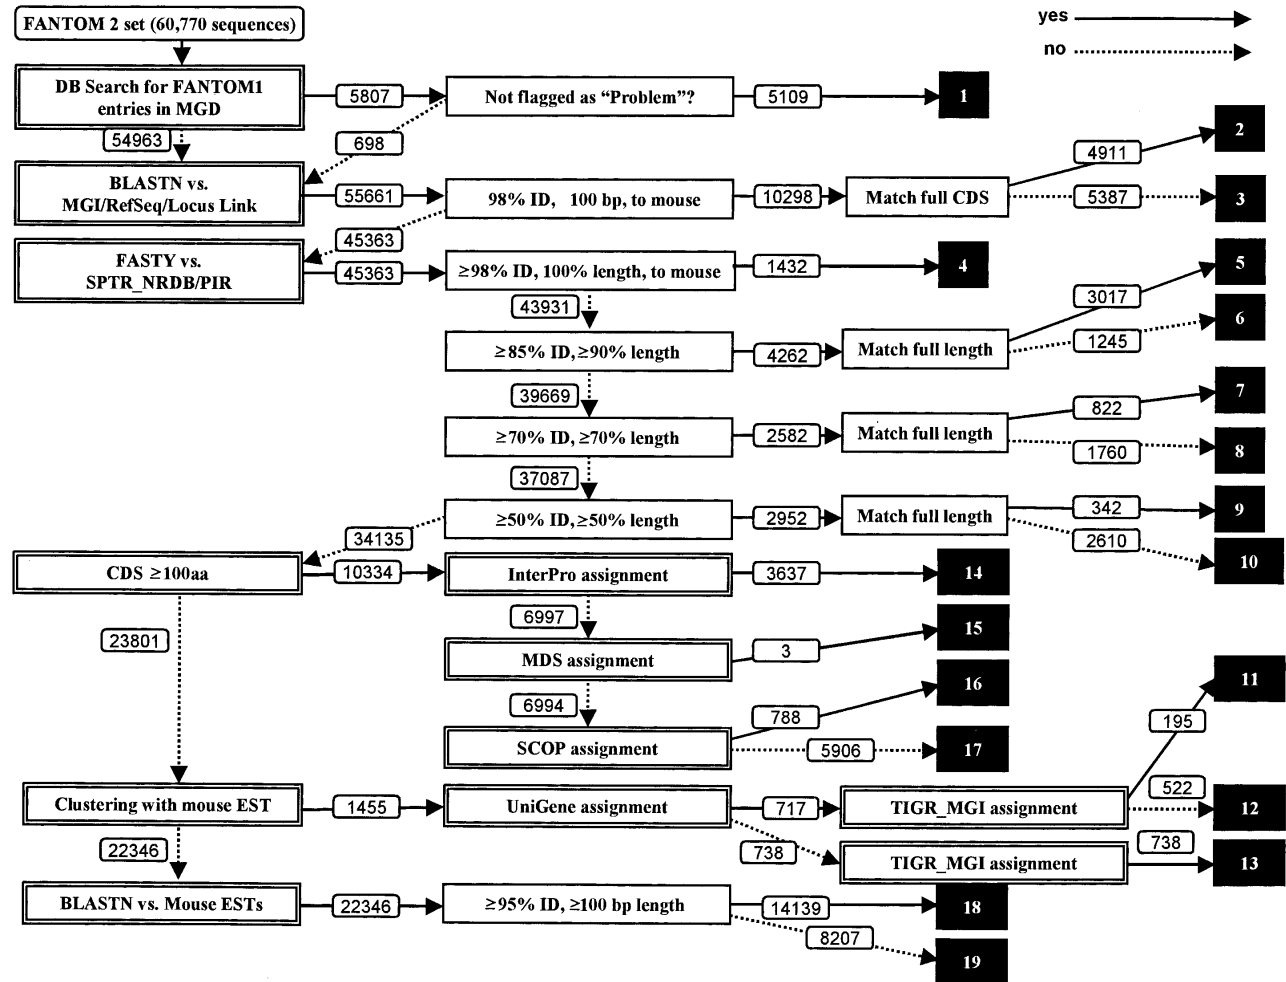 FANTOM 2 set (60,770 sequences)
yes
no
DB Search for FANTOM1
entries in MGD
5807
Not flagged as “Problem”?
5109
1
54963
698
2
4911
BLASTN vs.
MGI/RefSeq/Locus Link
55661
98% ID, 100 bp, to mouse
10298
Match full CDS
5387
3
45363
FASTY vs.
SPTR_NRDB/PIR
45363
≥98% ID, 100% length, to mouse
1432
4
5
3017
43931
6
1245
≥85% ID, ≥90% length
4262
Match full length
39669
7
822
≥70% ID, ≥70% length
2582
Match full length
1760
8
37087
≥50% ID, ≥50% length
2952
Match full length
342
9
34135
2610
10
CDS ≥100aa
10334
InterPro assignment
3637
14
6997
15
23801
MDS assignment
3
6994
16
788
11
195
SCOP assignment
5906
17
Clustering with mouse EST
1455
UniGene assignment
717
TIGR_MGI assignment
522
12
22346
738
TIGR_MGI assignment
738
13
BLASTN vs. Mouse ESTs
22346
≥95% ID, ≥100 bp length
14139
18
8207
19